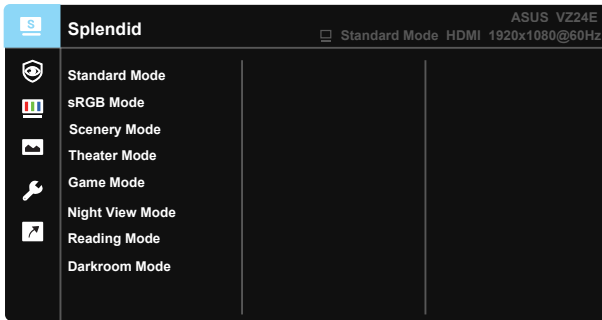 S
Splendid
ASUS VZ24E
Standard Mode HDMI 1920x1080@60Hz
Standard Mode
sRGB Mode
Scenery Mode
Theater Mode
Game Mode
Night View Mode
Reading Mode
Darkroom Mode